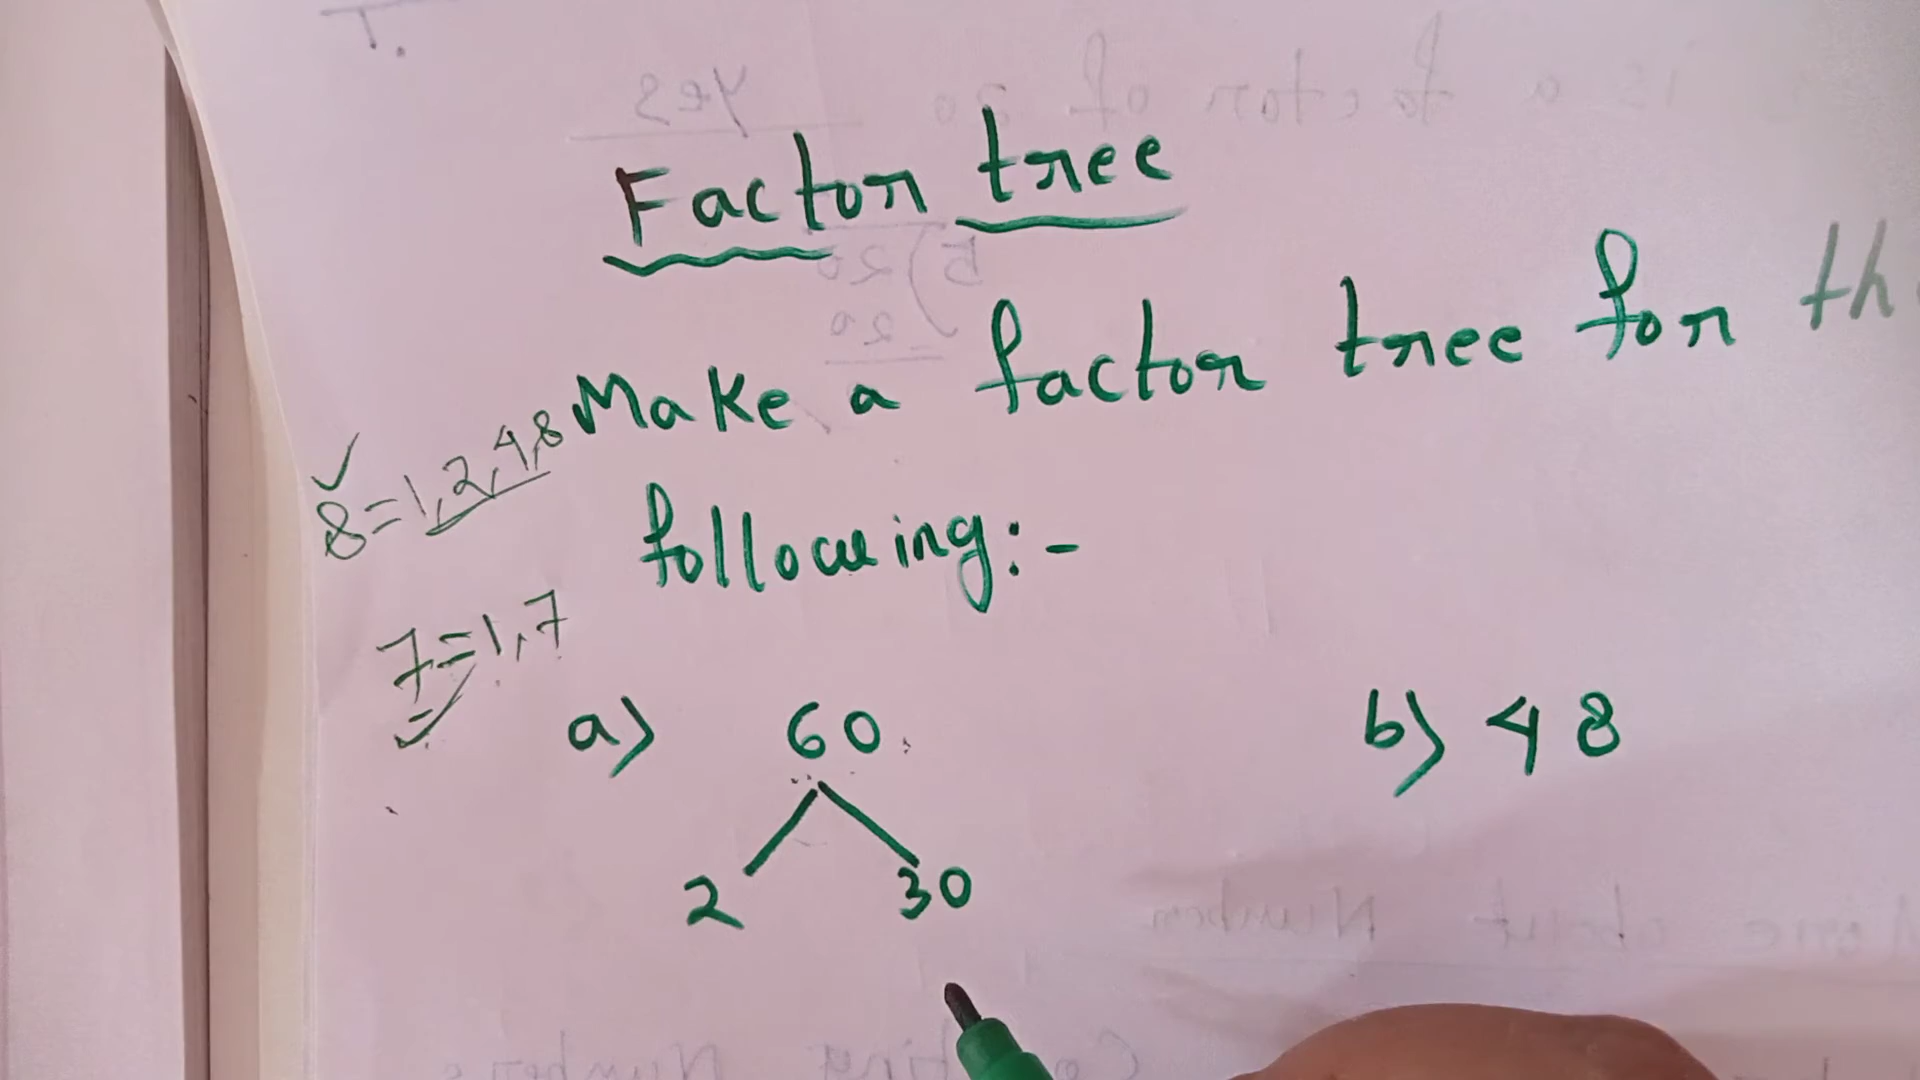 Factor tree
Make a factor tree for th
following:-
8=1,2,4,8
7=1,7
a) 60
2 30
b) 48